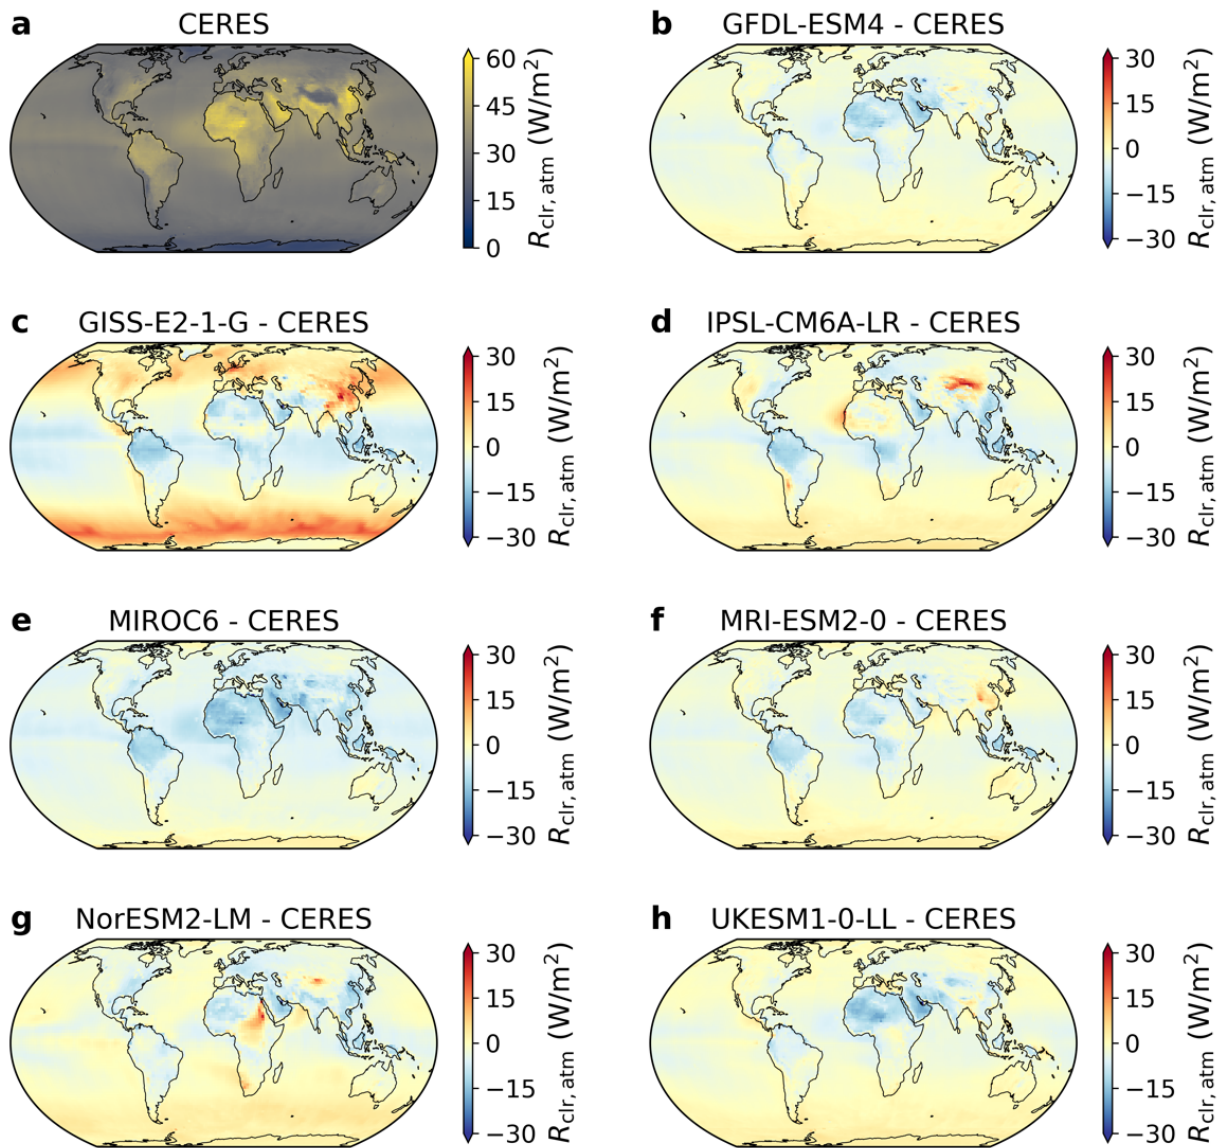 a CERES
60
45
30
15
0
R_clr, atm (W/m²)
b GFDL-ESM4 - CERES
30
15
0
−15
−30
R_clr, atm (W/m²)
c GISS-E2-1-G - CERES
30
15
0
−15
−30
R_clr, atm (W/m²)
d IPSL-CM6A-LR - CERES
30
15
0
−15
−30
R_clr, atm (W/m²)
e MIROC6 - CERES
30
15
0
−15
−30
R_clr, atm (W/m²)
f MRI-ESM2-0 - CERES
30
15
0
−15
−30
R_clr, atm (W/m²)
g NorESM2-LM - CERES
30
15
0
−15
−30
R_clr, atm (W/m²)
h UKESM1-0-LL - CERES
30
15
0
−15
−30
R_clr, atm (W/m²)